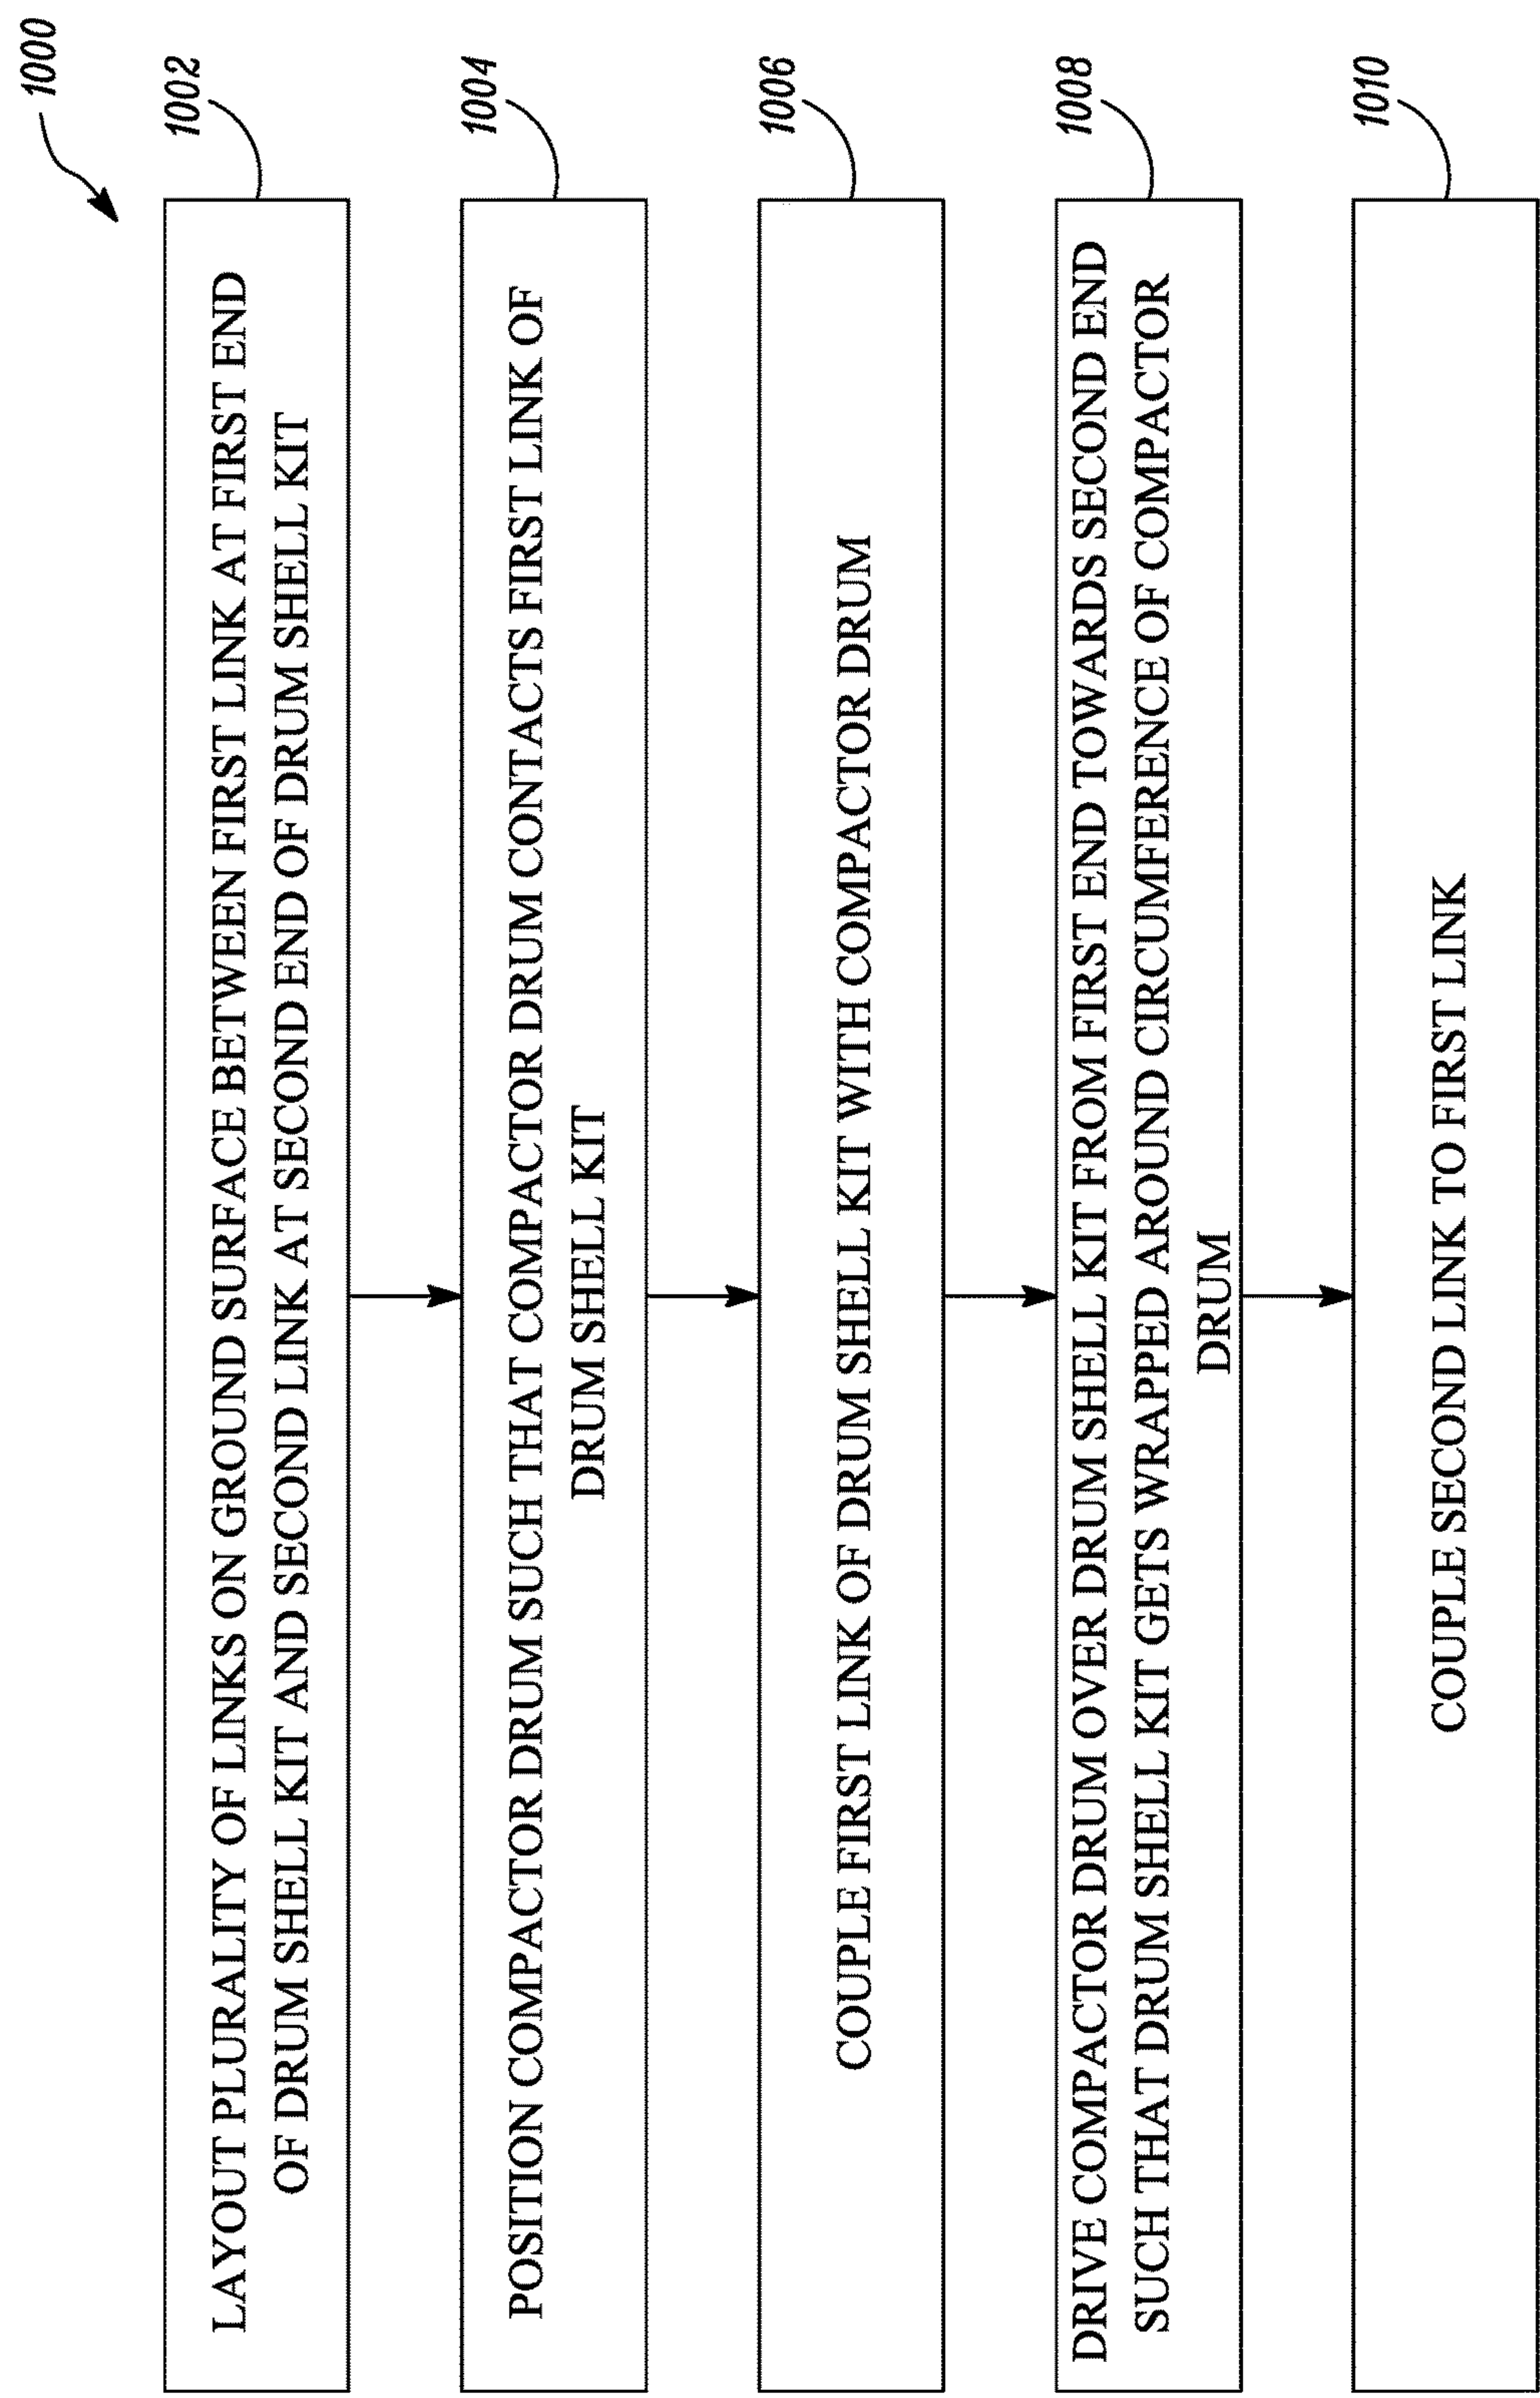 1000
1002
LAYOUT PLURALITY OF LINKS ON GROUND SURFACE BETWEEN FIRST LINK AT FIRST END
OF DRUM SHELL KIT AND SECOND LINK AT SECOND END OF DRUM SHELL KIT
1004
POSITION COMPACTOR DRUM SUCH THAT COMPACTOR DRUM CONTACTS FIRST LINK OF
DRUM SHELL KIT
1006
COUPLE FIRST LINK OF DRUM SHELL KIT WITH COMPACTOR DRUM
1008
DRIVE COMPACTOR DRUM OVER DRUM SHELL KIT FROM FIRST END TOWARDS SECOND END
SUCH THAT DRUM SHELL KIT GETS WRAPPED AROUND CIRCUMFERENCE OF COMPACTOR
DRUM
1010
COUPLE SECOND LINK TO FIRST LINK